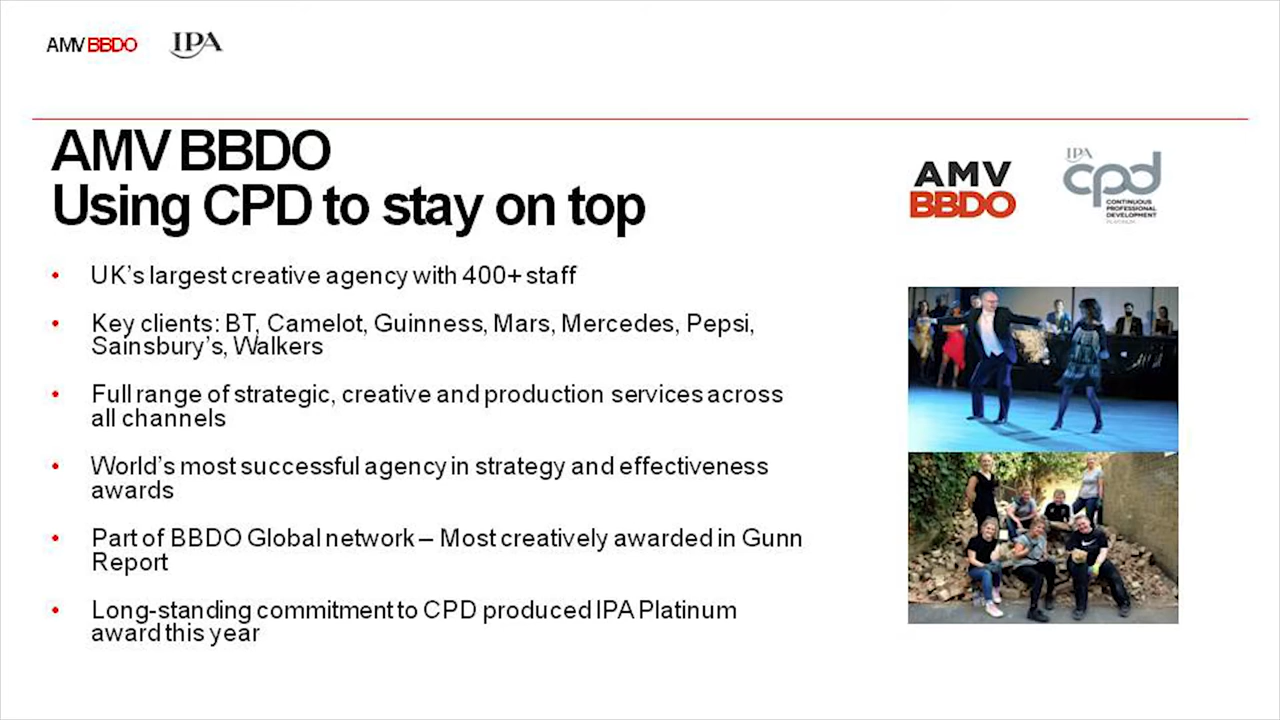 AMV BBDO IPA
AMV BBDO
Using CPD to stay on top
AMV
BBDO
IPA
cpd
CONTINUOUS
PROFESSIONAL
DEVELOPMENT
PLATINUM
• UK’s largest creative agency with 400+ staff
• Key clients: BT, Camelot, Guinness, Mars, Mercedes, Pepsi,
Sainsbury’s, Walkers
• Full range of strategic, creative and production services across
all channels
• World’s most successful agency in strategy and effectiveness
awards
• Part of BBDO Global network – Most creatively awarded in Gunn
Report
• Long-standing commitment to CPD produced IPA Platinum
award this year